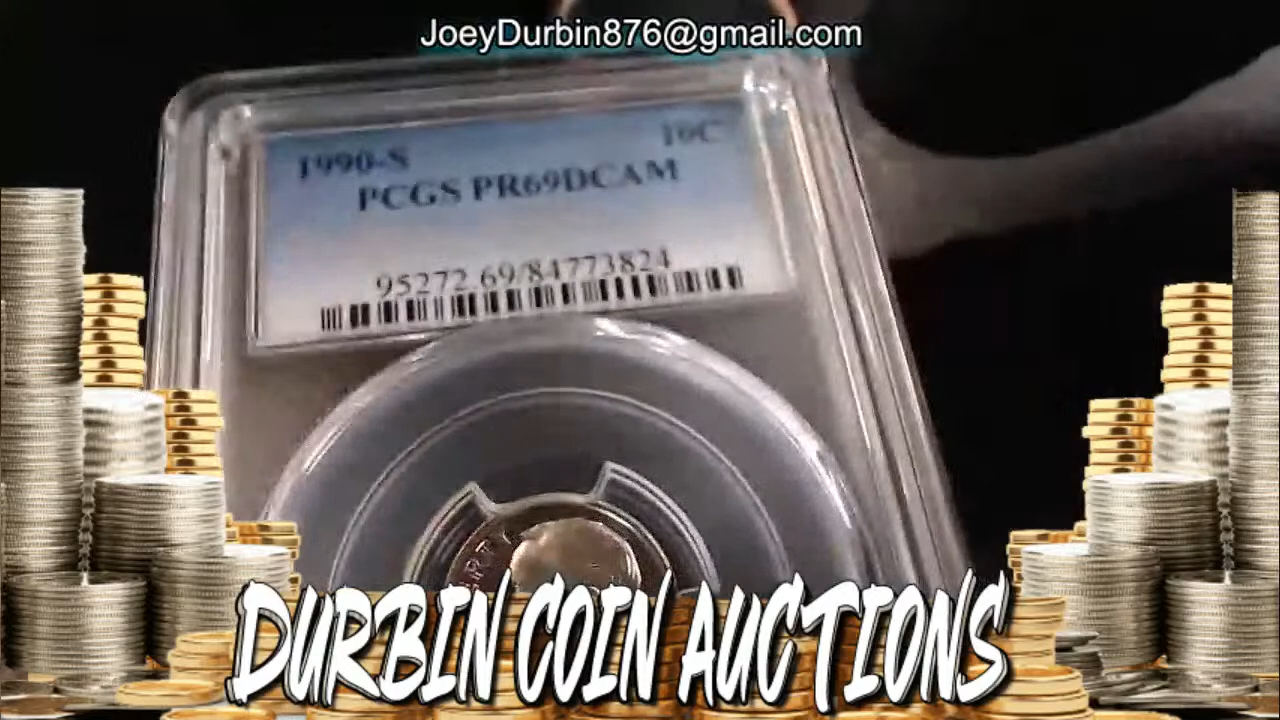 JoeyDurbin876@gmail.com
1990-S 10C
PCGS PR69DCAM
95272.69/84773824
DURBIN COIN AUCTIONS